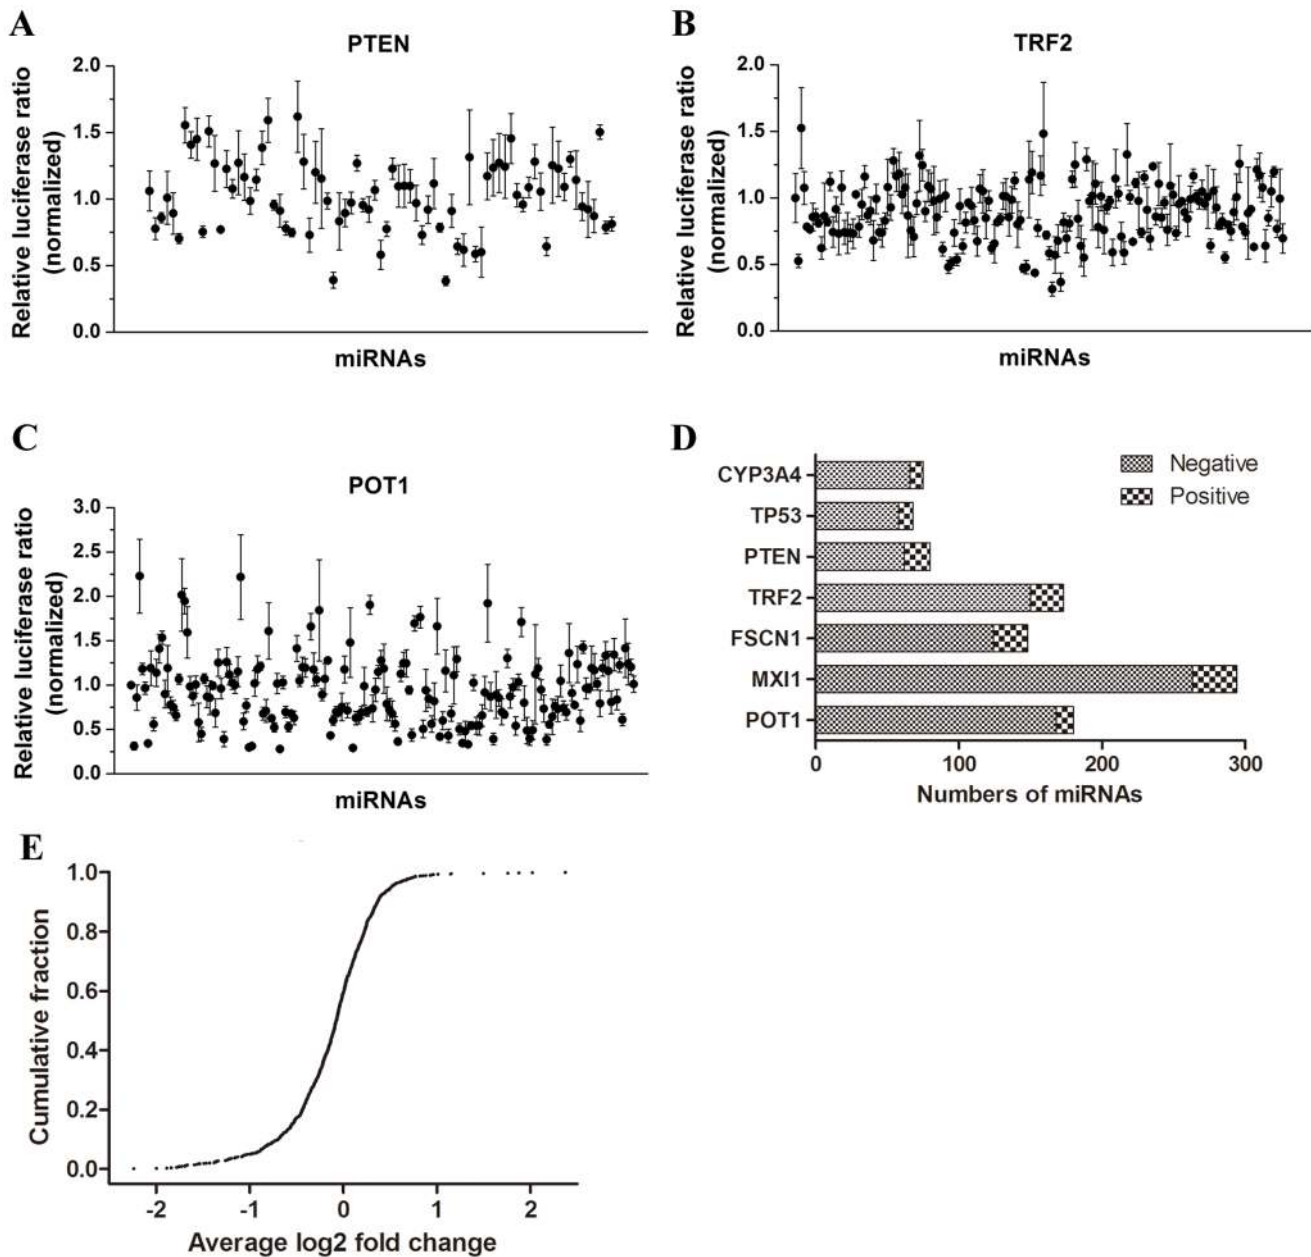 A
PTEN
Relative luciferase ratio
(normalized)
2.0
1.5
1.0
0.5
0.0
miRNAs
B
TRF2
Relative luciferase ratio
(normalized)
2.0
1.5
1.0
0.5
0.0
miRNAs
C
POT1
Relative luciferase ratio
(normalized)
3.0
2.5
2.0
1.5
1.0
0.5
0.0
miRNAs
D
Negative
Positive
CYP3A4
TP53
PTEN
TRF2
FSCN1
MXI1
POT1
0 100 200 300
Numbers of miRNAs
E
Cumulative fraction
1.0
0.8
0.6
0.4
0.2
0.0
-2 -1 0 1 2
Average log2 fold change